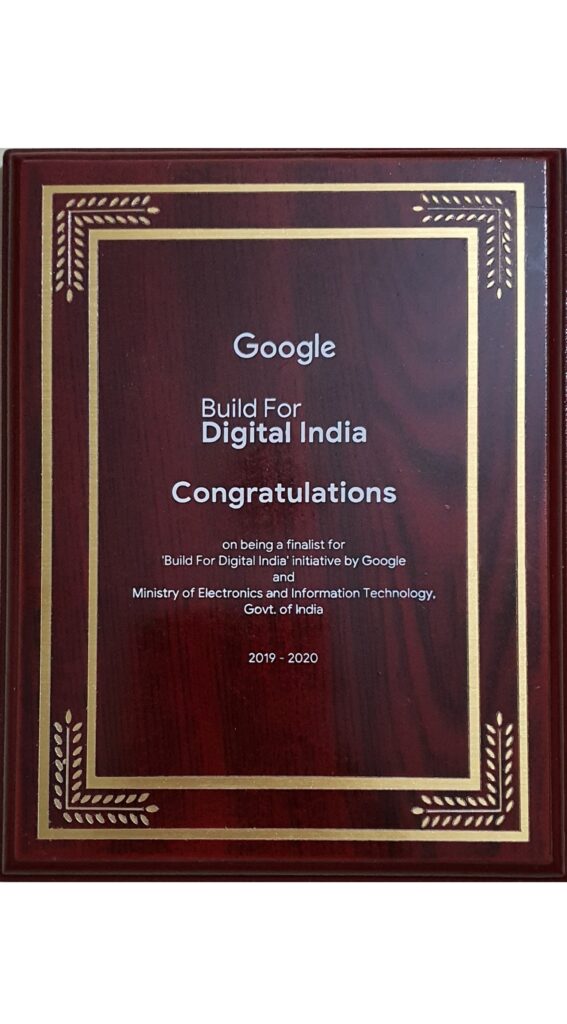 Google
Build For
Digital India
Congratulations
on being a finalist for
'Build For Digital India' initiative by Google
and
Ministry of Electronics and Information Technology,
Govt. of India
2019 - 2020